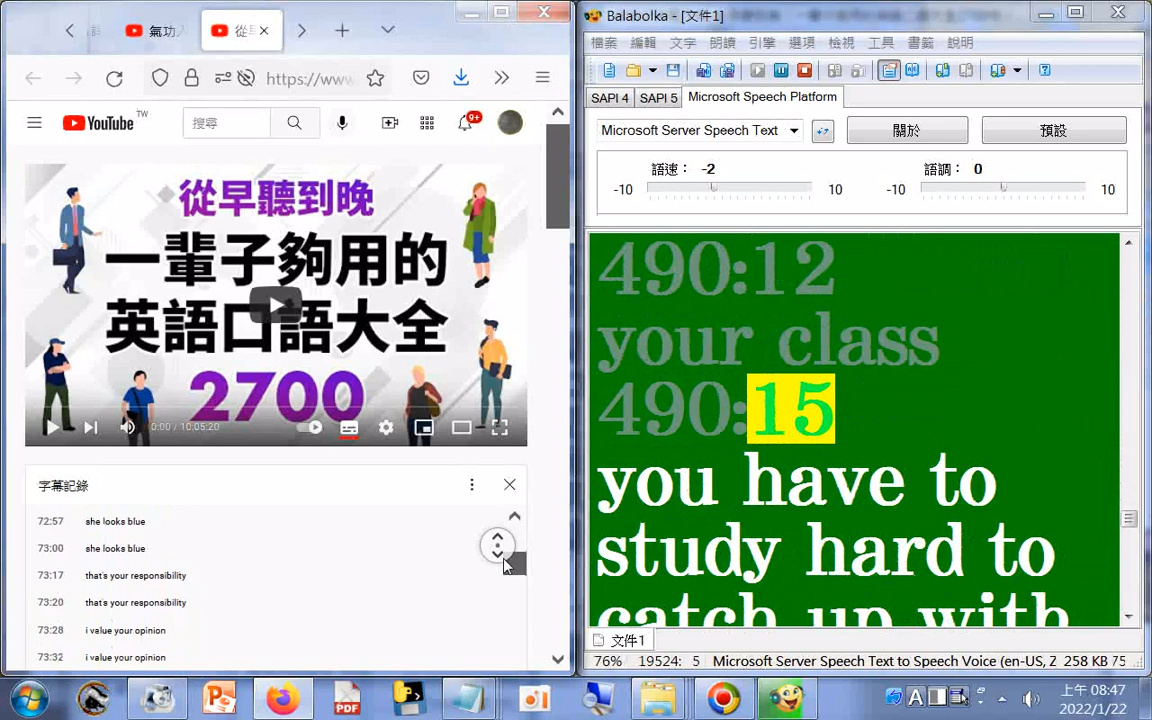 氣功
從
https://www
YouTube TW
搜尋
9+
從早聽到晚
一輩子夠用的
英語口語大全
2700
0:00 / 10:05:20
字幕記錄
72:57 she looks blue
73:00 she looks blue
73:17 that's your responsibility
73:20 that's your responsibility
73:28 i value your opinion
73:32 i value your opinion
Balabolka - [文件1]
檔案 編輯 文字 朗讀 引擎 選項 檢視 工具 書籤 說明
SAPI 4 SAPI 5 Microsoft Speech Platform
Microsoft Server Speech Text 關於 預設
語速： -2 語調： 0
-10 10 -10 10
490:12
your class
490:15
you have to
study hard to
catch up with
文件1
76% 19524: 5 Microsoft Server Speech Text to Speech Voice (en-US, Z 258 KB 75
PDF
A
上午 08:47
2022/1/22